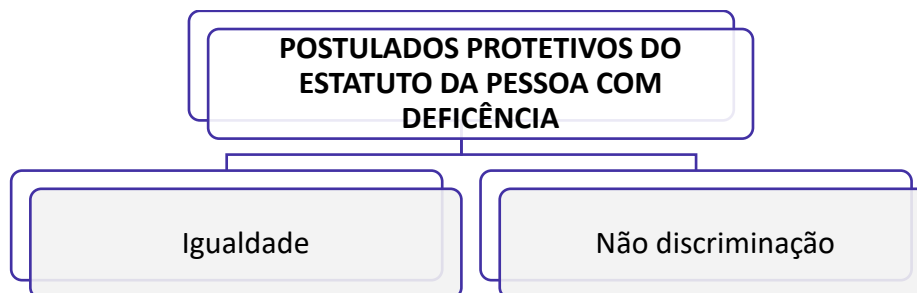 POSTULADOS PROTETIVOS DO
ESTATUTO DA PESSOA COM
DEFICÊNCIA
Igualdade
Não discriminação